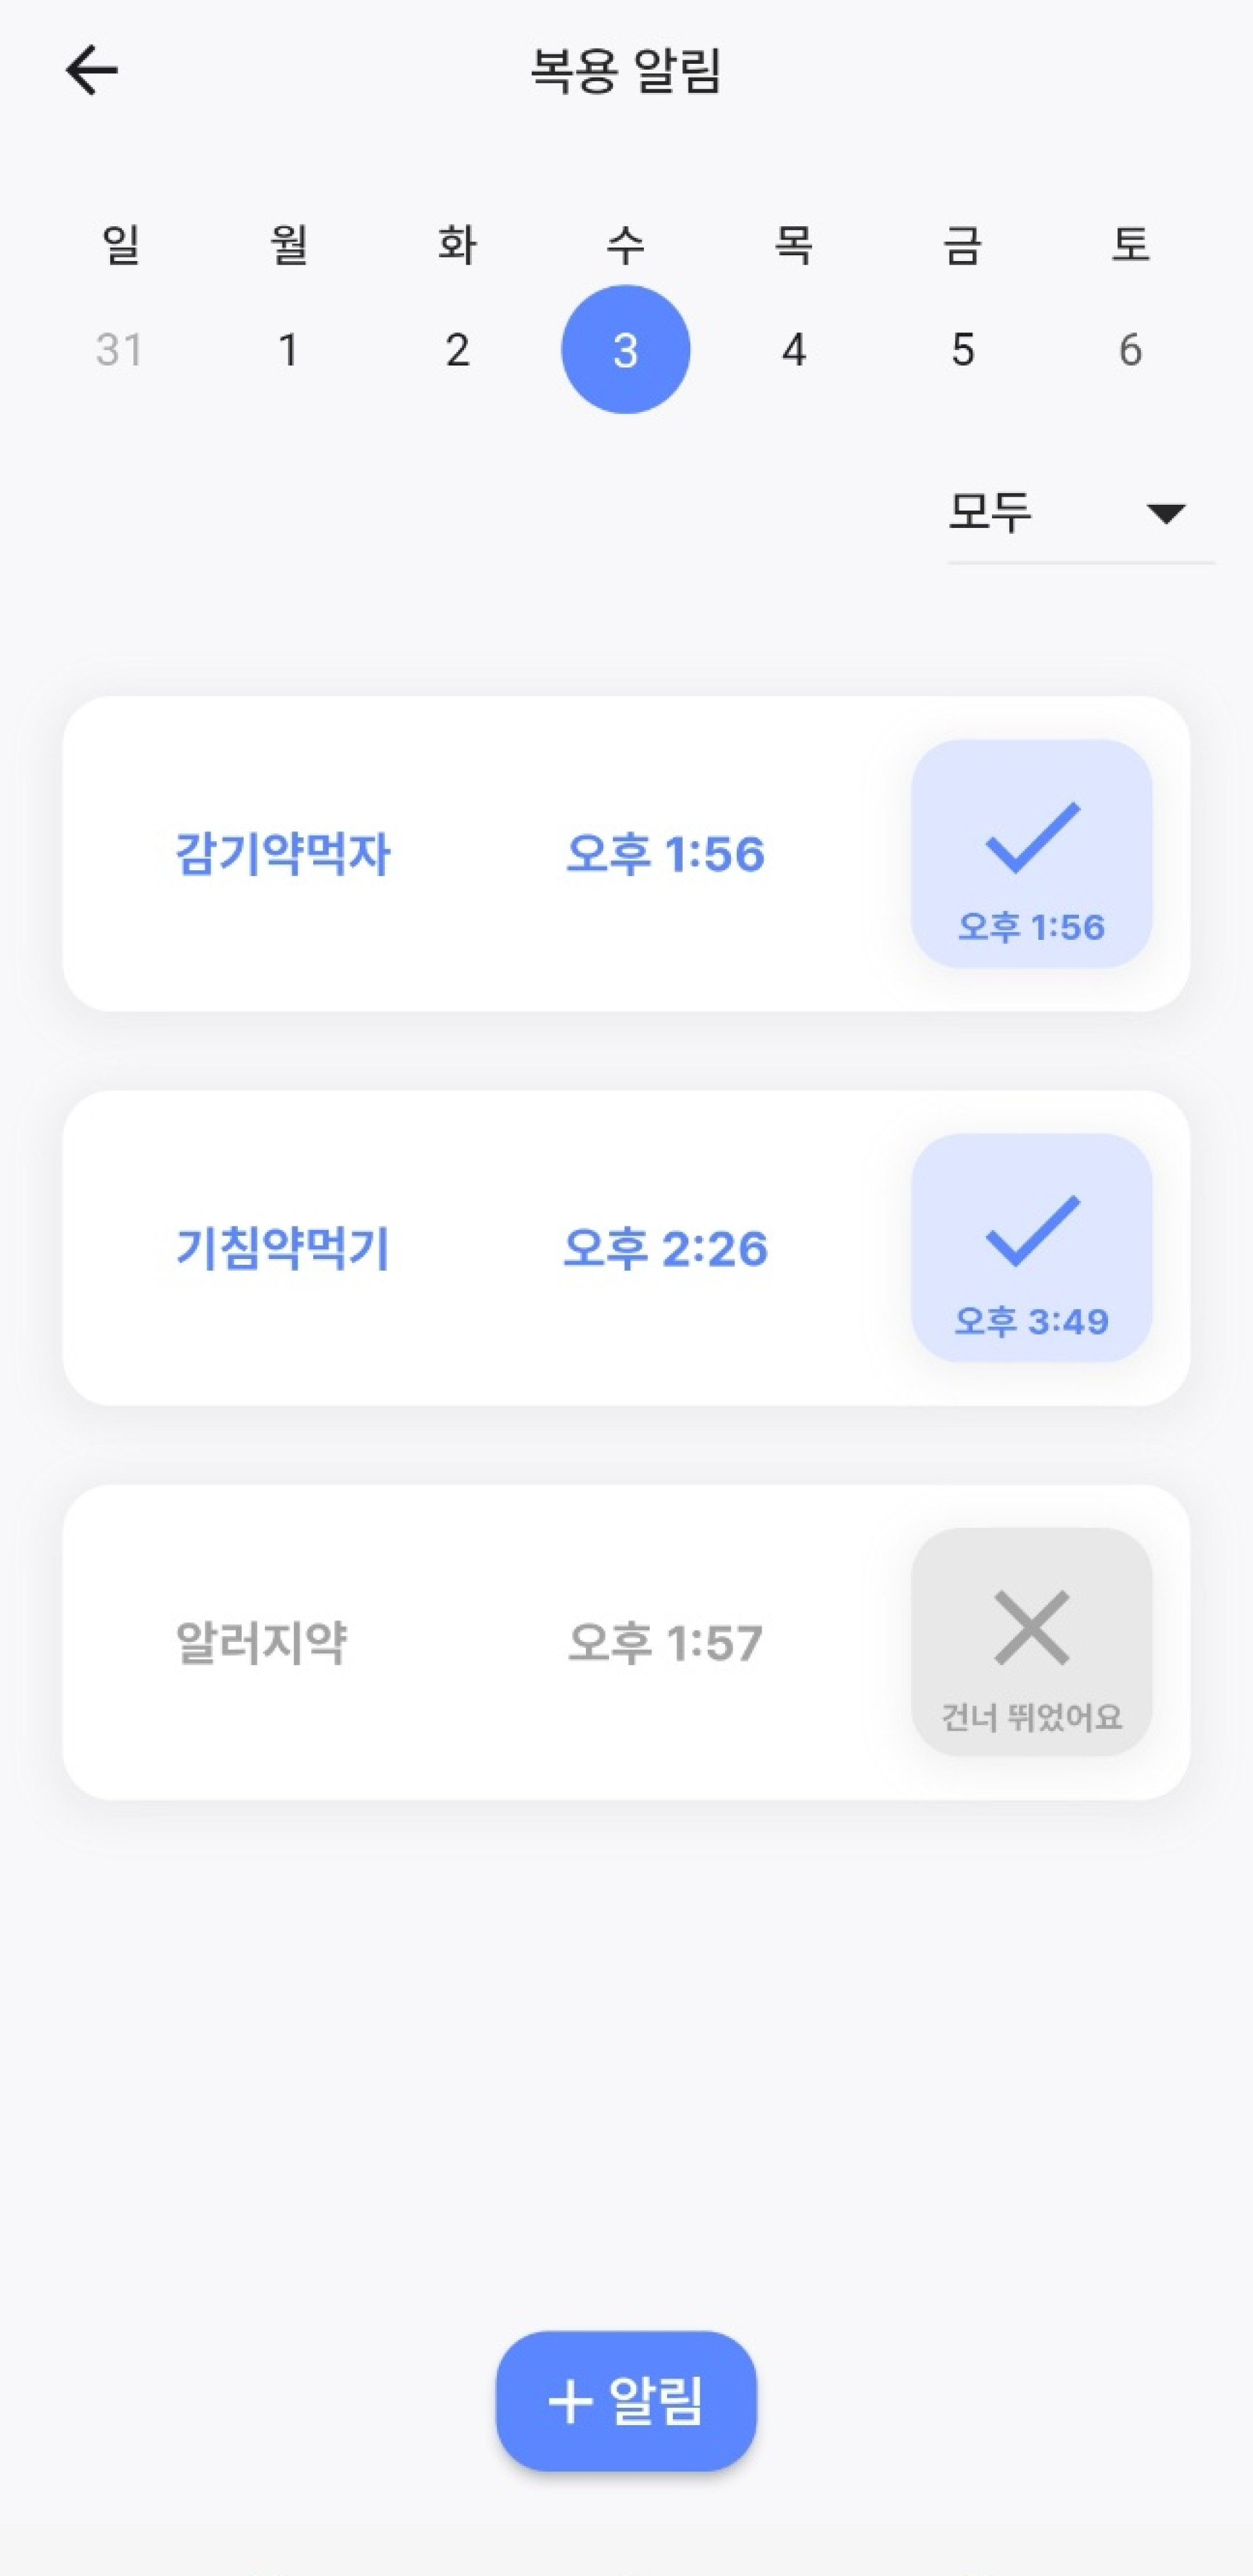 복용 알림
일 월 화 수 목 금 토
31 1 2 3 4 5 6
모두
감기약먹자 오후 1:56
오후 1:56
기침약먹기 오후 2:26
오후 3:49
알러지약 오후 1:57
건너 뛰었어요
+ 알림